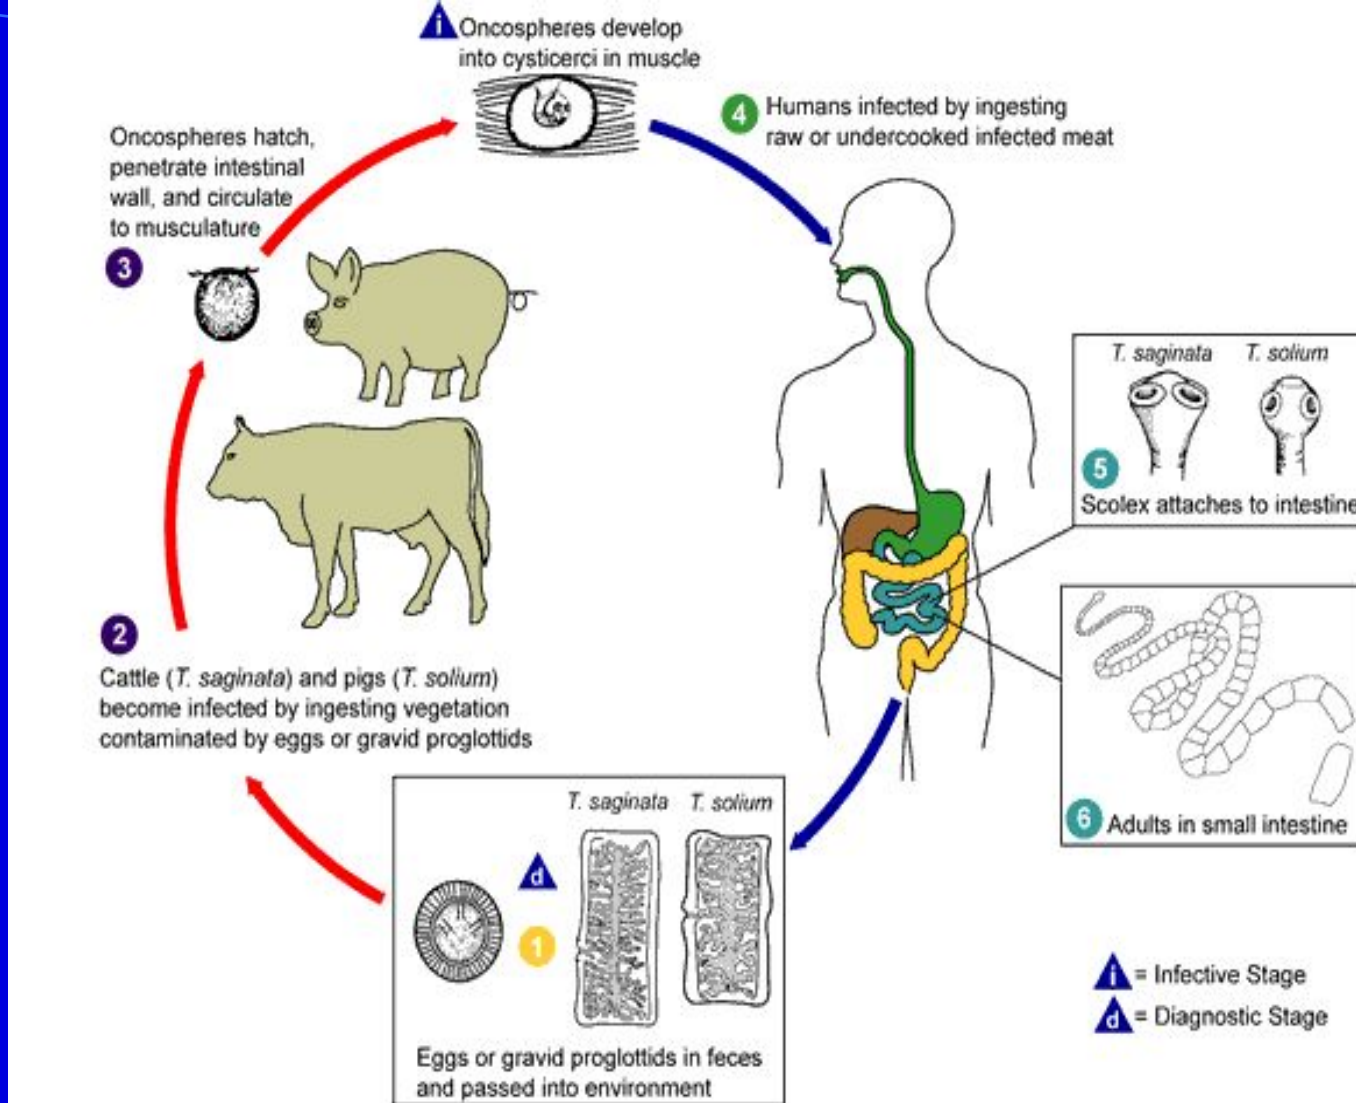 i Oncospheres develop
into cysticerci in muscle
4 Humans infected by ingesting
raw or undercooked infected meat
Oncospheres hatch,
penetrate intestinal
wall, and circulate
to musculature
3
T. saginata T. solium
5
Scolex attaches to intestine
2
Cattle (T. saginata) and pigs (T. solium)
become infected by ingesting vegetation
contaminated by eggs or gravid proglottids
6 Adults in small intestine
T. saginata T. solium
d
1
Eggs or gravid proglottids in feces
and passed into environment
i = Infective Stage
d = Diagnostic Stage